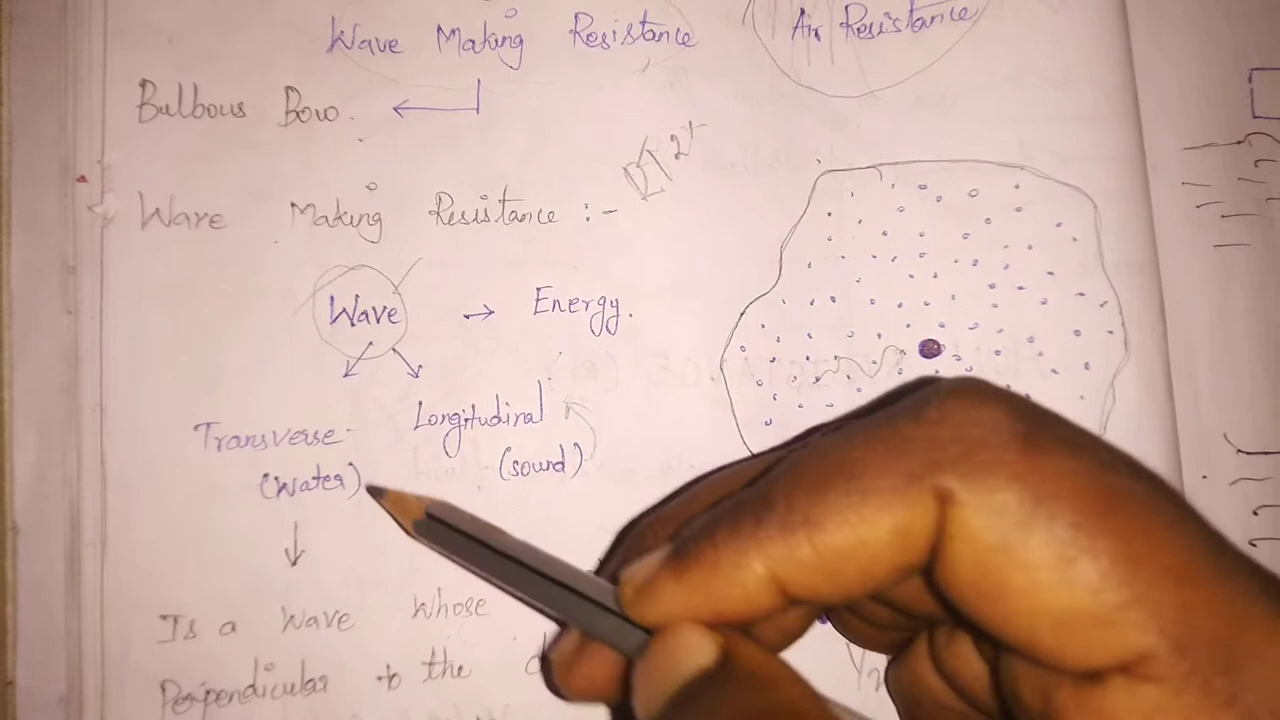 Wave Making Resistance
Air Resistance
Bulbous Bow.
Wave Making Resistance :-
Wave → Energy.
Transverse
(Water)
Longitudinal
(sound)
Is a Wave Whose
Perpendicular to the